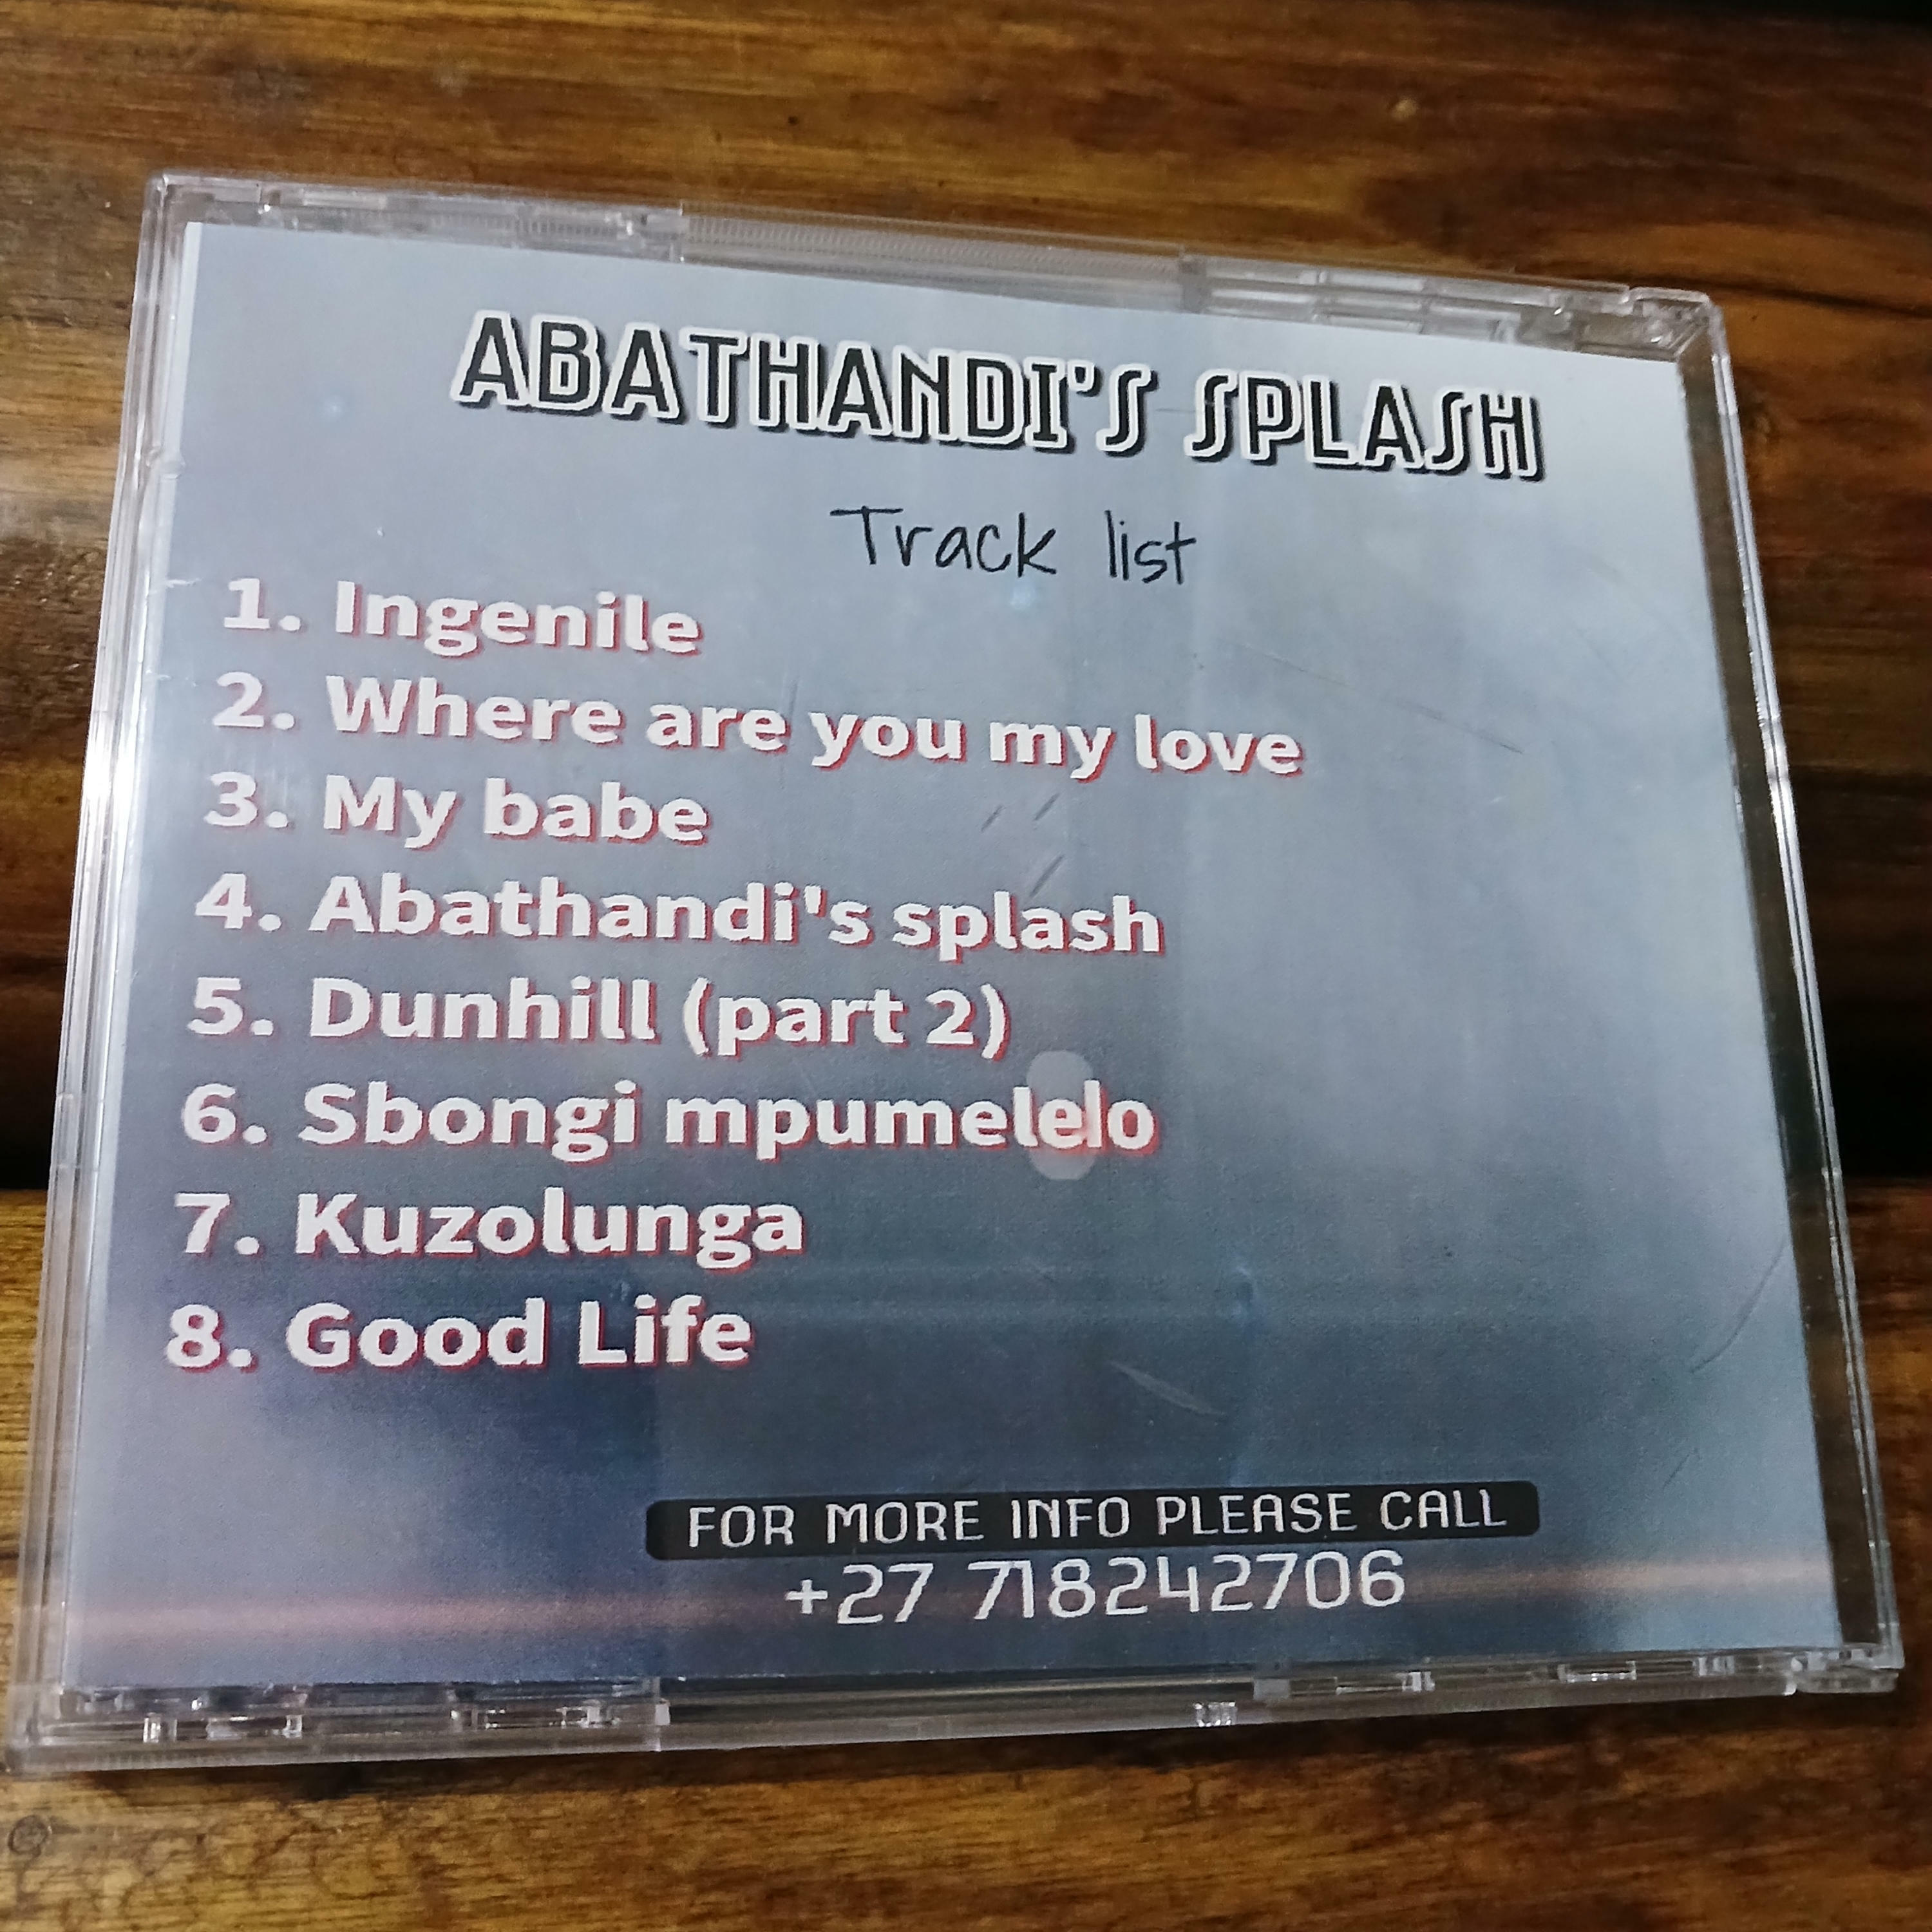 ABATHANDI'S SPLASH
Track list
1. Ingenile
2. Where are you my love
3. My babe
4. Abathandi's splash
5. Dunhill (part 2)
6. Sbongi mpumelelo
7. Kuzolunga
8. Good Life
FOR MORE INFO PLEASE CALL
+27 718242706